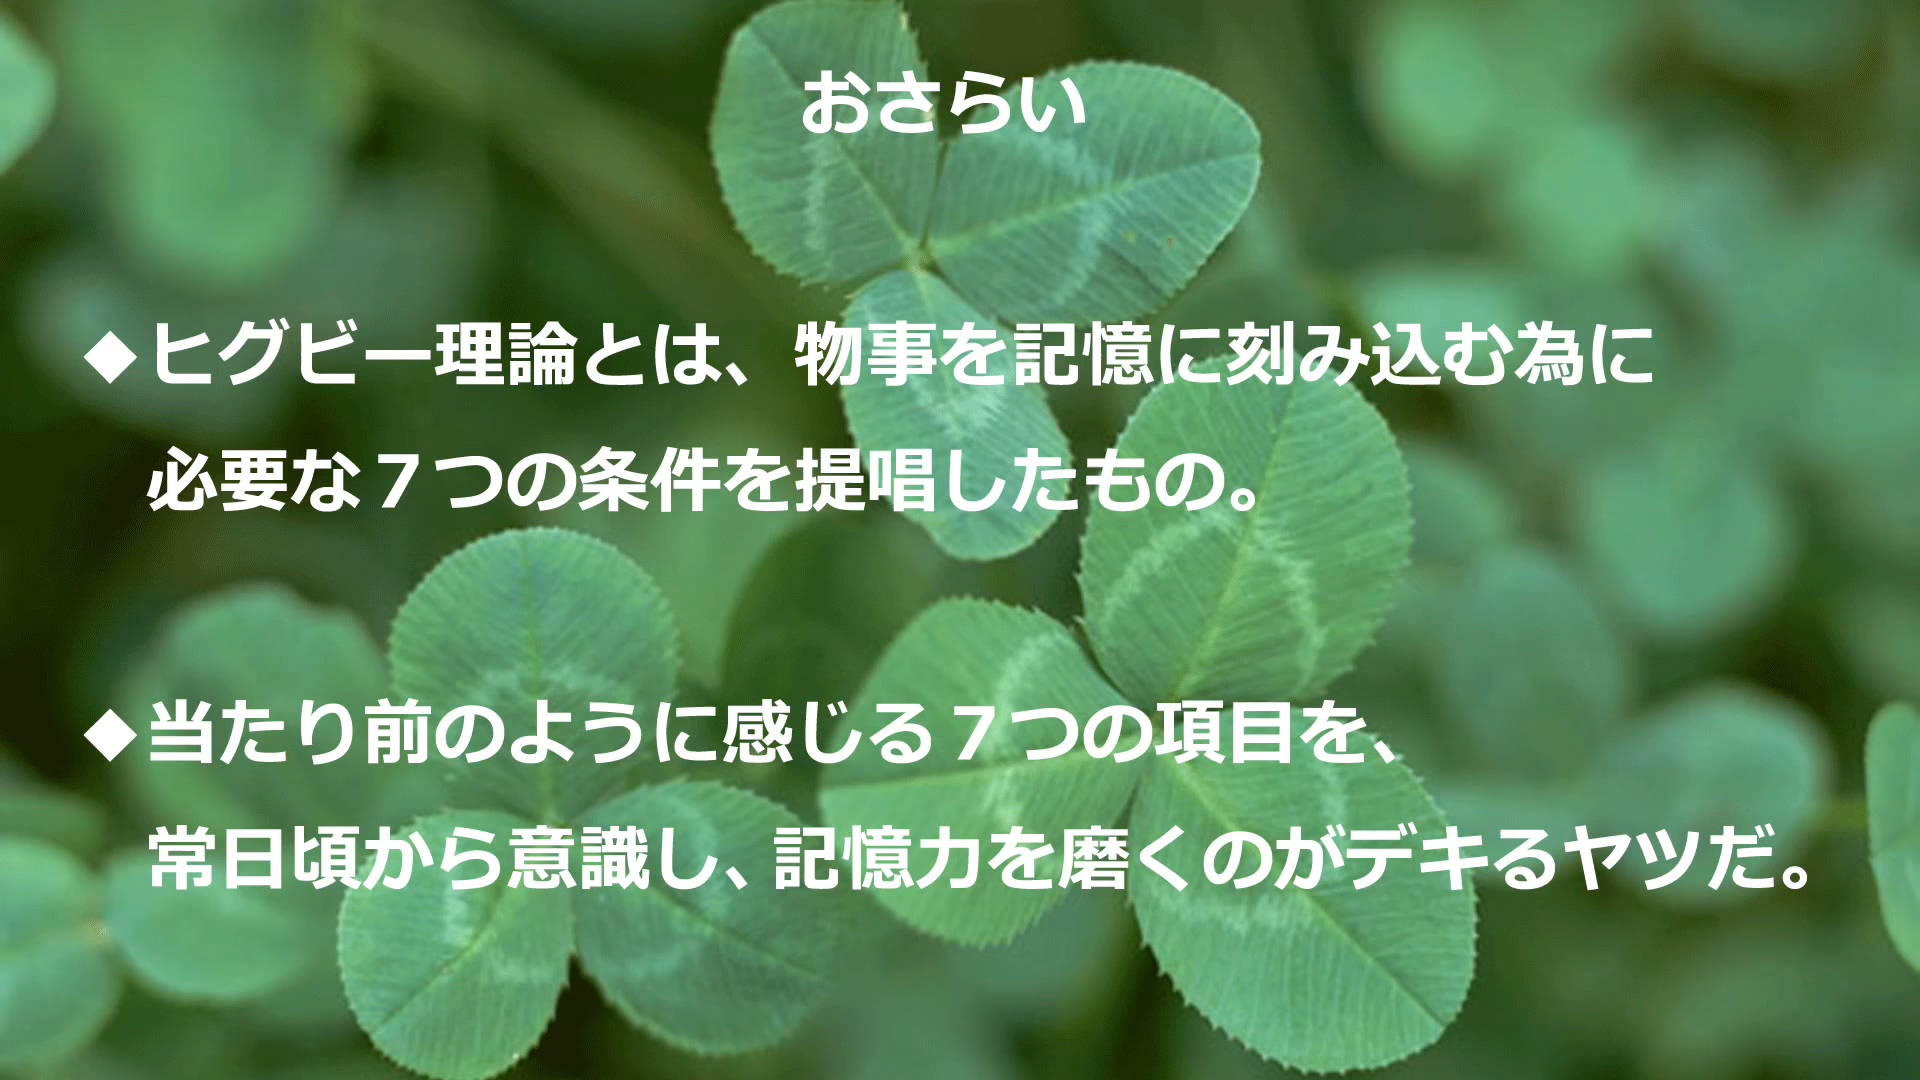 おさらい
◆ヒグビー理論とは、物事を記憶に刻み込む為に
必要な７つの条件を提唱したもの。
◆当たり前のように感じる７つの項目を、
常日頃から意識し、記憶力を磨くのがデキるヤツだ。